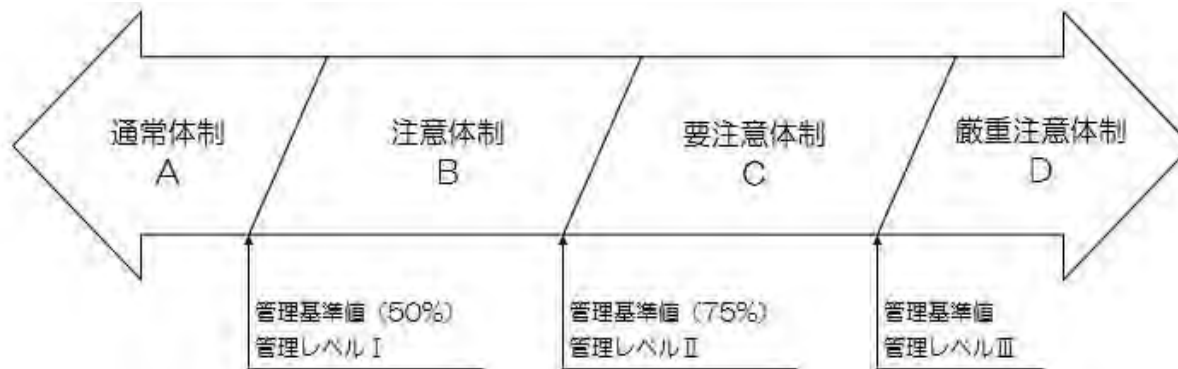 通常体制
A
注意体制
B
要注意体制
C
厳重注意体制
D
管理基準値（50%）
管理レベルⅠ
管理基準値（75%）
管理レベルⅡ
管理基準値
管理レベルⅢ